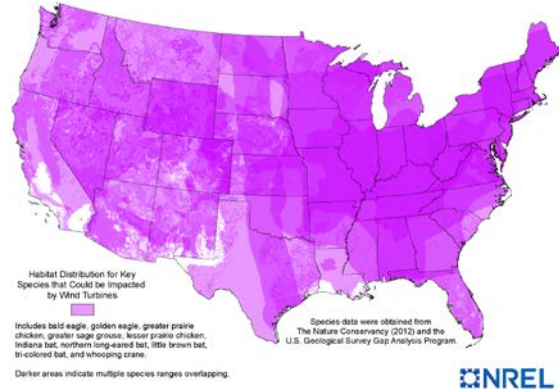 Habitat Distribution for Key
Species that Could be Impacted
by Wind Turbines
Includes bald eagle, golden eagle, greater prairie
chicken, greater sage grouse, lesser prairie chicken,
Indiana bat, northern long-eared bat, little brown bat,
tri-colored bat, and whooping crane.
Darker areas indicate multiple species ranges overlapping.
Species data were obtained from
The Nature Conservancy (2012) and the
U.S. Geological Survey Gap Analysis Program.
NREL